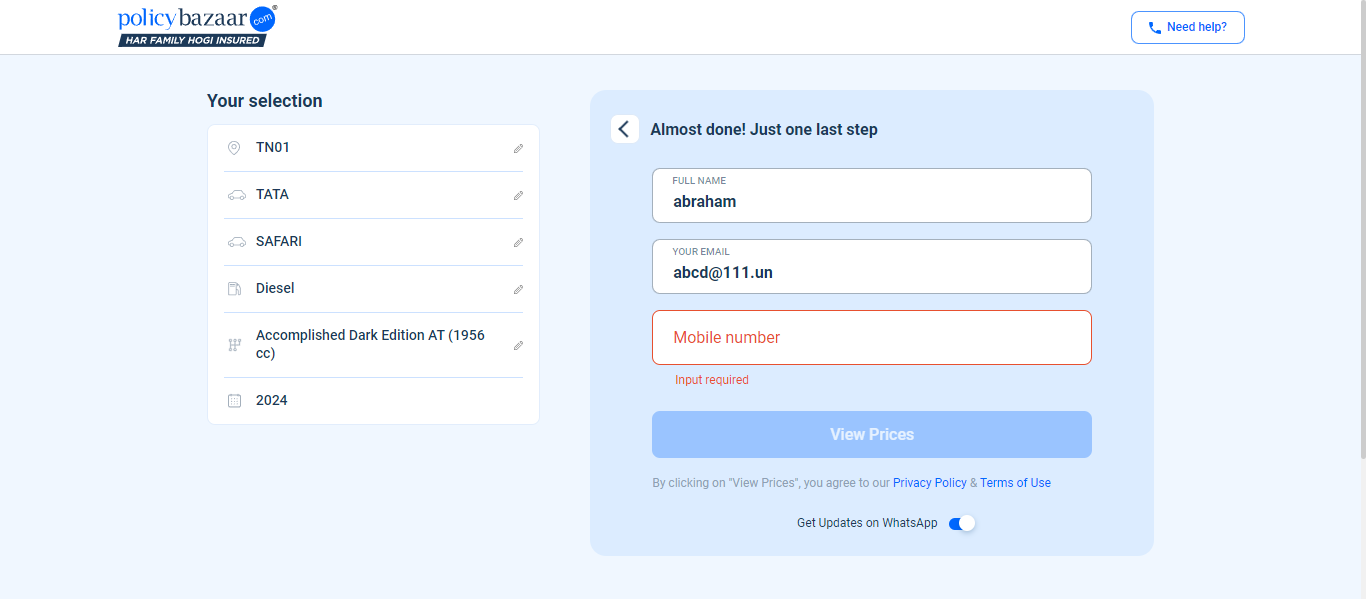 policybazaar.com
HAR FAMILY HOGI INSURED
Need help?
Your selection
TN01
TATA
SAFARI
Diesel
Accomplished Dark Edition AT (1956
cc)
2024
Almost done! Just one last step
FULL NAME
abraham
YOUR EMAIL
abcd@111.un
Mobile number
Input required
View Prices
By clicking on "View Prices", you agree to our Privacy Policy & Terms of Use
Get Updates on WhatsApp